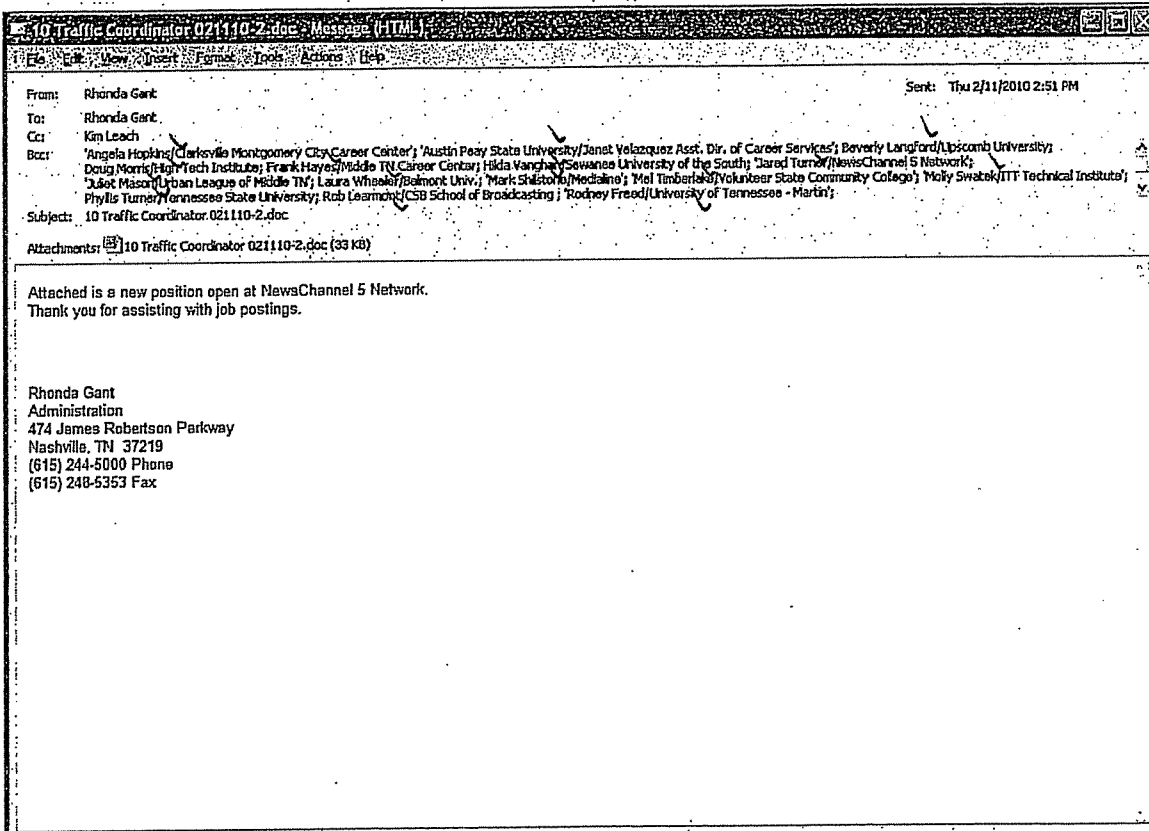 10 Traffic Coordinator 021110-2.doc - Message (HTML)
File Edit View Insert Format Tools Actions Help
From: Rhonda Gant Sent: Thu 2/11/2010 2:51 PM
To: Rhonda Gant
Cc: Kim Leach
Bcc: 'Angela Hopkins/Clarksville Montgomery City Career Center'; 'Austin Peay State University/Janet Velazquez Asst. Dir. of Career Services'; Beverly Langford/Lipscomb University;
Doug Morris/High Tech Institute; Frank Hayes/Middle TN Career Center; Hilda Vanghan/Sewanee University of the South; 'Jared Turner/NewsChannel 5 Network';
'Juliet Mason/Urban League of Middle TN'; Laura Wheeler/Belmont Univ.; 'Mark Shilstone/Medialine'; 'Mel Timberlake/Volunteer State Community College'; 'Molly Swatek/ITT Technical Institute';
Phyllis Turner/Tennessee State University; Rob Learmont/CSB School of Broadcasting ; 'Rodney Freed/University of Tennessee - Martin';
Subject: 10 Traffic Coordinator 021110-2.doc
Attachments: 10 Traffic Coordinator 021110-2.doc (33 KB)
Attached is a new position open at NewsChannel 5 Network.
Thank you for assisting with job postings.
Rhonda Gant
Administration
474 James Robertson Parkway
Nashville, TN 37219
(615) 244-5000 Phone
(615) 248-5353 Fax